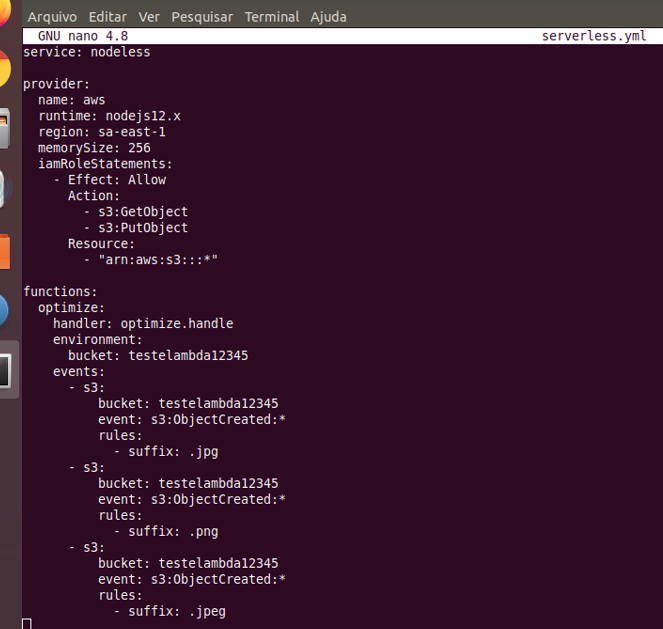 Arquivo Editar Ver Pesquisar Terminal Ajuda
GNU nano 4.8 serverless.yml
service: nodeless

provider:
  name: aws
  runtime: nodejs12.x
  region: sa-east-1
  memorySize: 256
  iamRoleStatements:
    - Effect: Allow
      Action:
        - s3:GetObject
        - s3:PutObject
      Resource:
        - "arn:aws:s3:::*"

functions:
  optimize:
    handler: optimize.handle
    environment:
      bucket: testelambda12345
    events:
      - s3:
          bucket: testelambda12345
          event: s3:ObjectCreated:*
          rules:
            - suffix: .jpg
      - s3:
          bucket: testelambda12345
          event: s3:ObjectCreated:*
          rules:
            - suffix: .png
      - s3:
          bucket: testelambda12345
          event: s3:ObjectCreated:*
          rules:
            - suffix: .jpeg